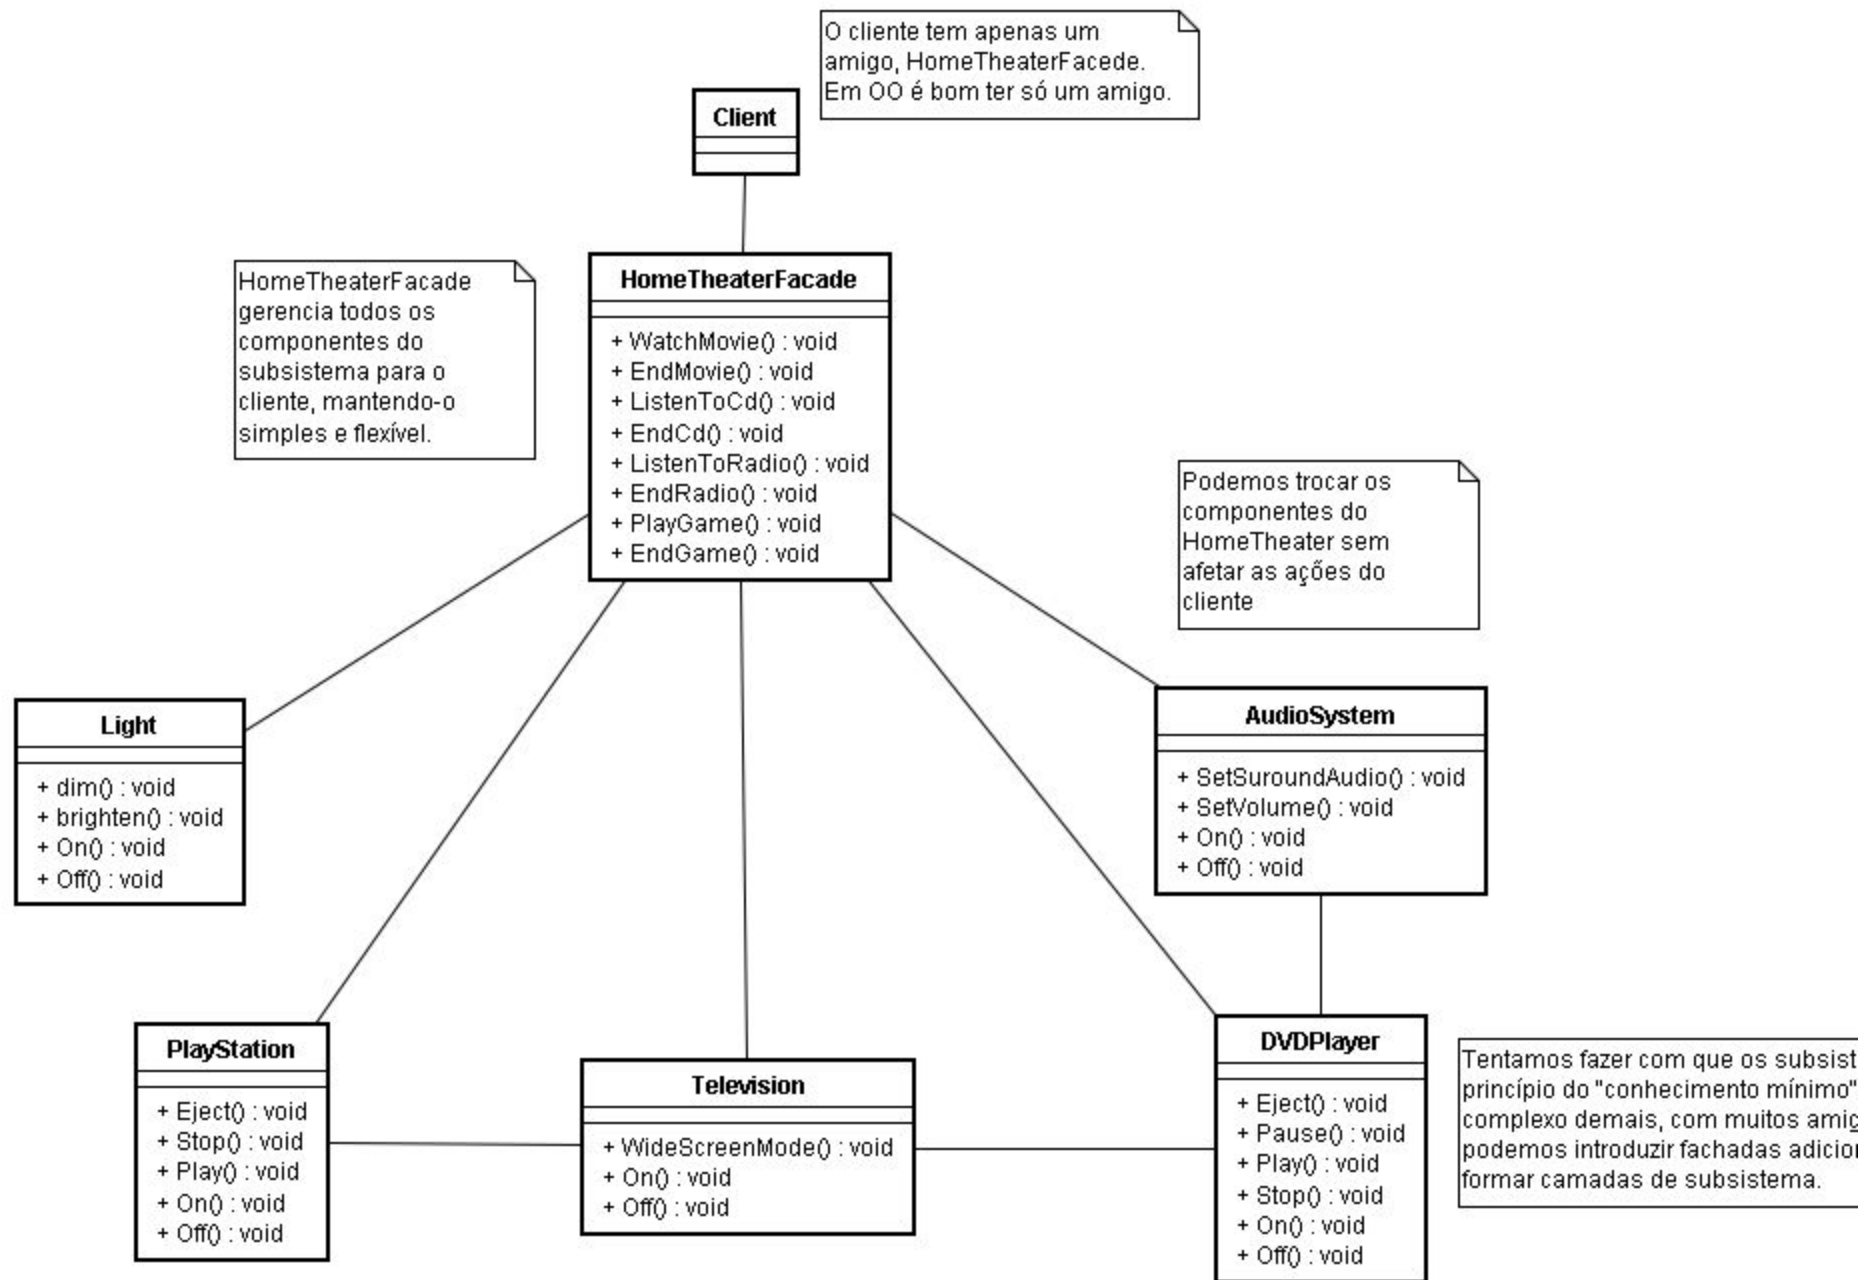 O cliente tem apenas um
amigo, HomeTheaterFacede.
Em OO é bom ter só um amigo.
Client
HomeTheaterFacade
gerencia todos os
componentes do
subsistema para o
cliente, mantendo-o
simples e flexível.
HomeTheaterFacade
+ WatchMovie() : void
+ EndMovie() : void
+ ListenToCd() : void
+ EndCd() : void
+ ListenToRadio() : void
+ EndRadio() : void
+ PlayGame() : void
+ EndGame() : void
Podemos trocar os
componentes do
HomeTheater sem
afetar as ações do
cliente
Light
+ dim() : void
+ brighten() : void
+ On() : void
+ Off() : void
AudioSystem
+ SetSuroundAudio() : void
+ SetVolume() : void
+ On() : void
+ Off() : void
PlayStation
+ Eject() : void
+ Stop() : void
+ Play() : void
+ On() : void
+ Off() : void
Television
+ WideScreenMode() : void
+ On() : void
+ Off() : void
DVDPlayer
+ Eject() : void
+ Pause() : void
+ Play() : void
+ Stop() : void
+ On() : void
+ Off() : void
Tentamos fazer com que os subsist
princípio do "conhecimento mínimo"
complexo demais, com muitos amig
podemos introduzir fachadas adicion
formar camadas de subsistema.